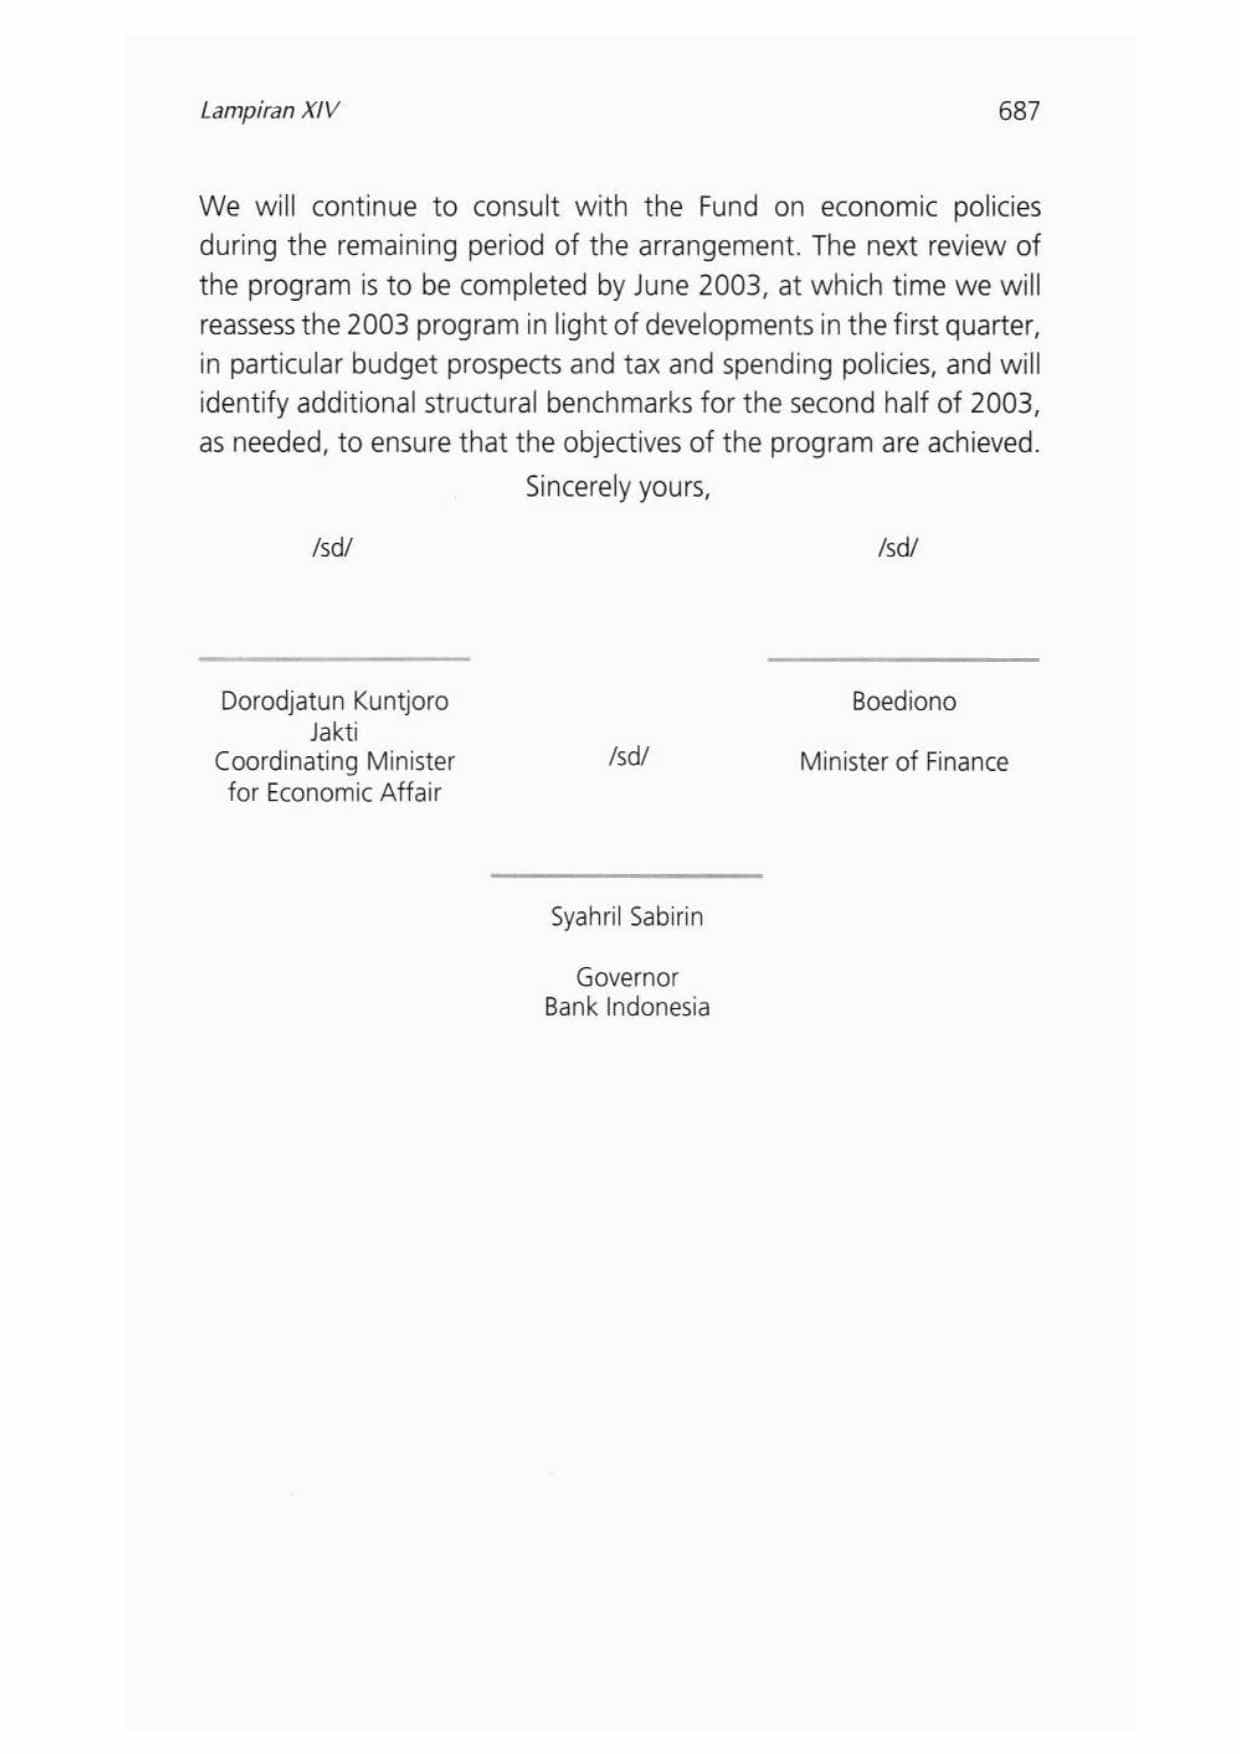 Lampiran XIV 687
We will continue to consult with the Fund on economic policies
during the remaining period of the arrangement. The next review of
the program is to be completed by June 2003, at which time we will
reassess the 2003 program in light of developments in the first quarter,
in particular budget prospects and tax and spending policies, and will
identify additional structural benchmarks for the second half of 2003,
as needed, to ensure that the objectives of the program are achieved.
Sincerely yours,
/sd/ /sd/
Dorodjatun Kuntjoro
Jakti
Coordinating Minister
for Economic Affair
Boediono
Minister of Finance
/sd/
Syahril Sabirin
Governor
Bank Indonesia